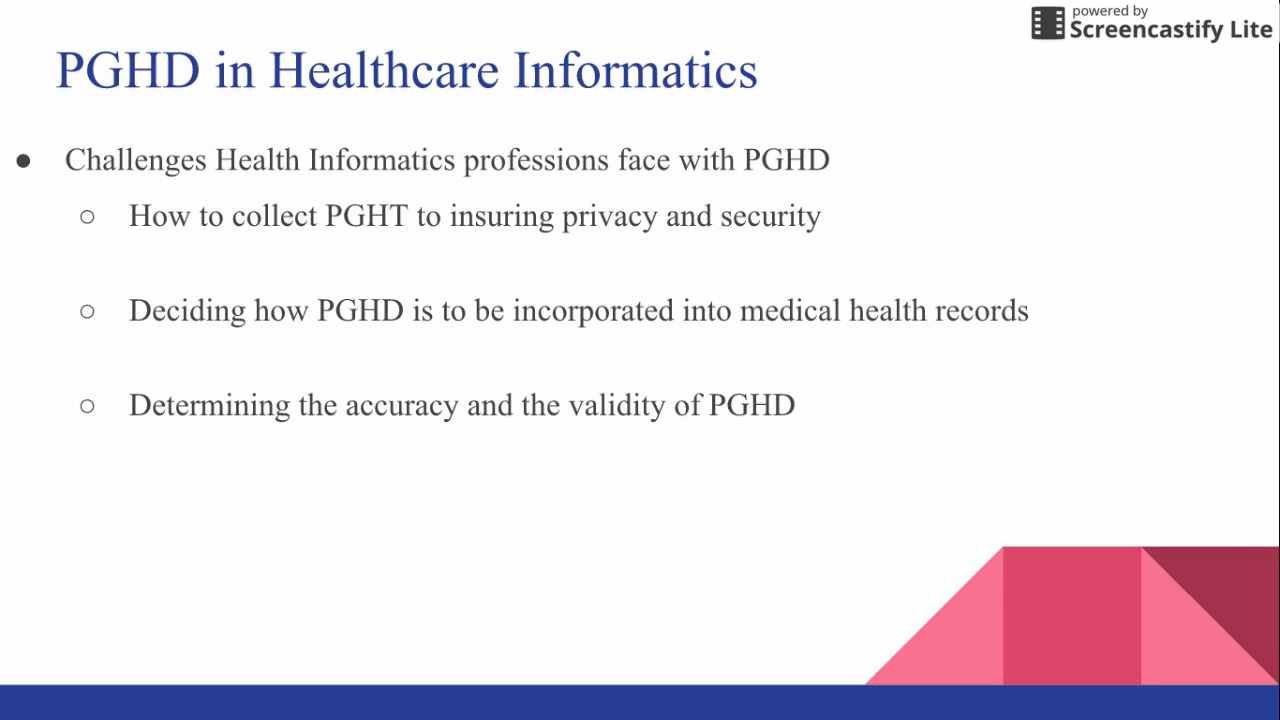 powered by
Screencastify Lite
PGHD in Healthcare Informatics
● Challenges Health Informatics professions face with PGHD
○ How to collect PGHT to insuring privacy and security
○ Deciding how PGHD is to be incorporated into medical health records
○ Determining the accuracy and the validity of PGHD